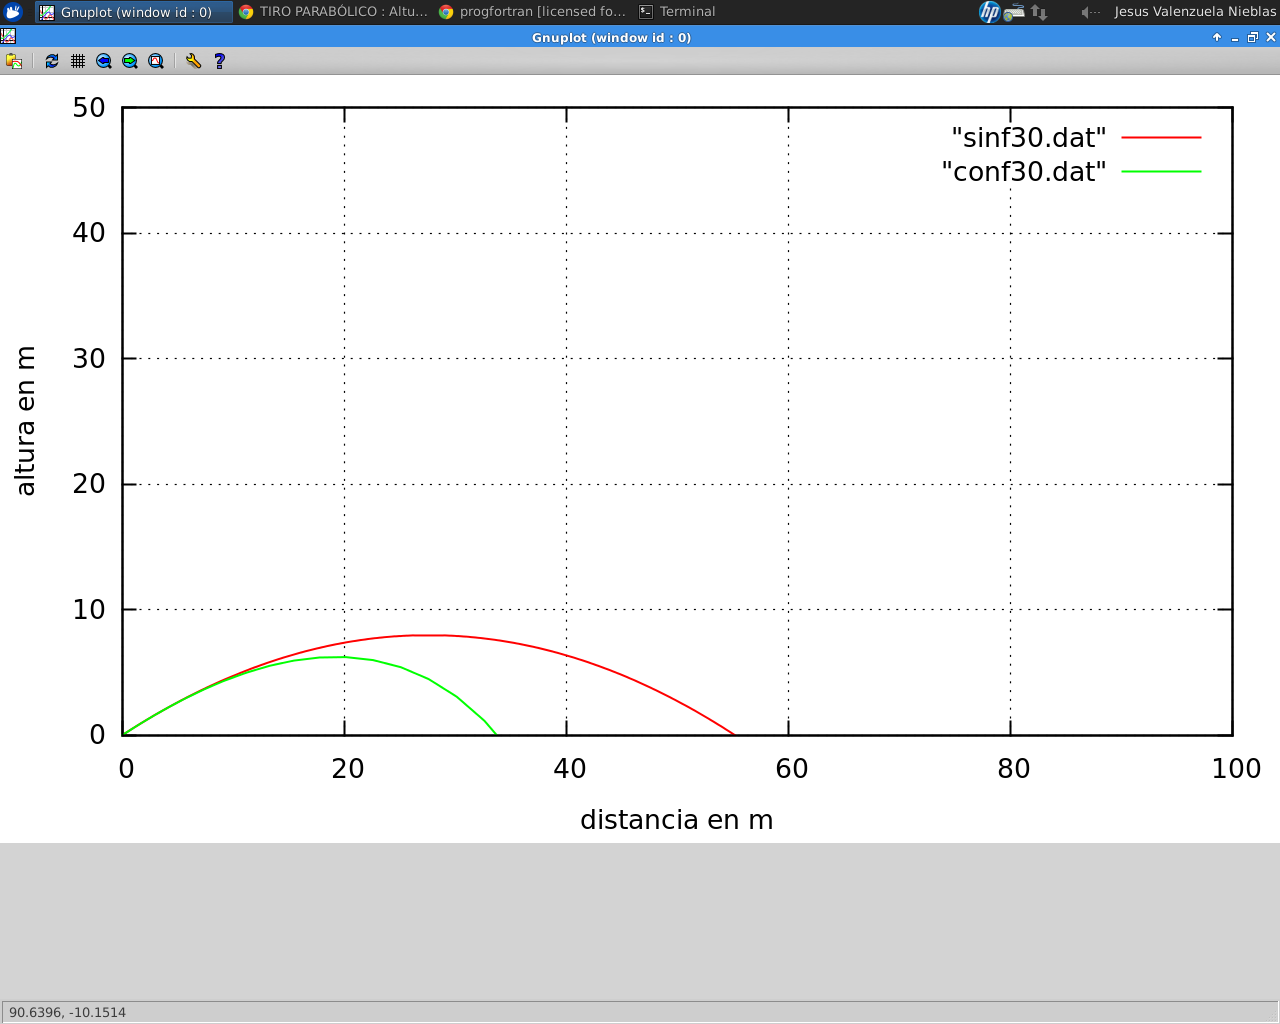 Gnuplot (window id : 0)
TIRO PARABÓLICO : Altu...
progfortran [licensed fo...
Terminal
hp
Jesus Valenzuela Nieblas
Gnuplot (window id : 0)
50
"sinf30.dat"
"conf30.dat"
40
30
altura en m
20
10
0
0 20 40 60 80 100
distancia en m
90.6396, -10.1514